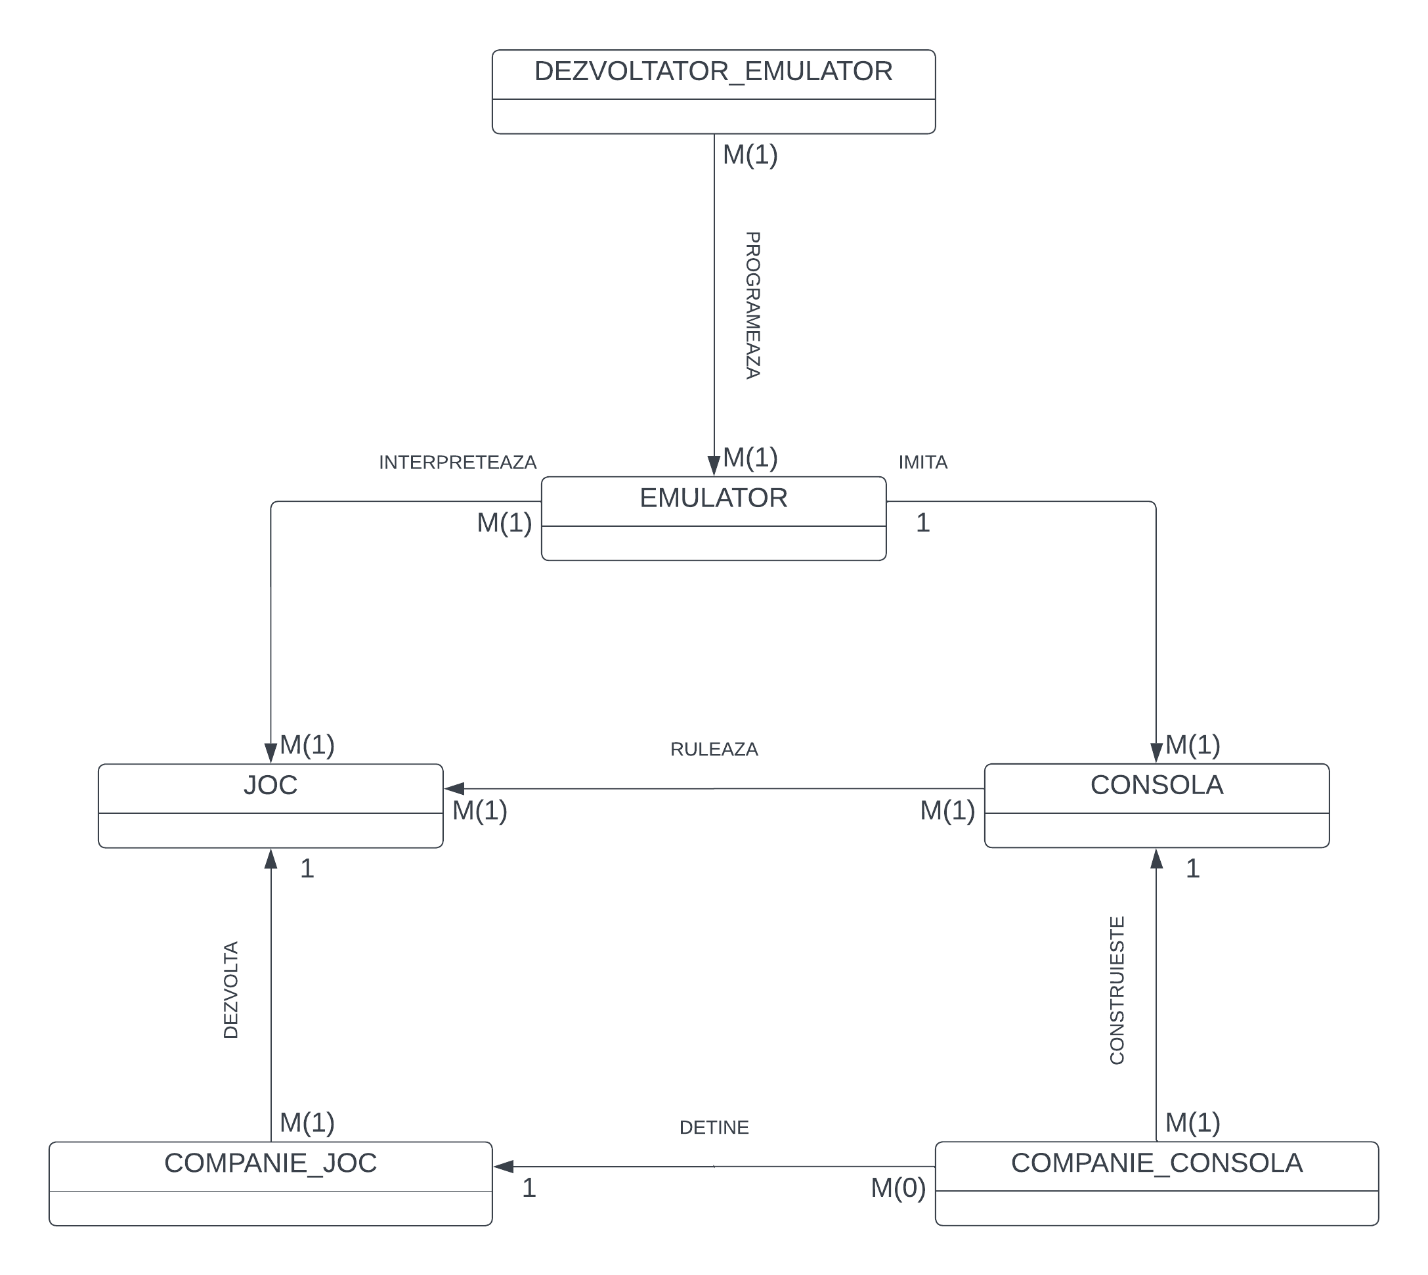 DEZVOLTATOR_EMULATOR
M(1)
PROGRAMEAZA
M(1)
INTERPRETEAZA
IMITA
EMULATOR
M(1)
1
M(1)
M(1)
RULEAZA
JOC
CONSOLA
M(1)
M(1)
1
1
DEZVOLTA
CONSTRUIESTE
M(1)
M(1)
DETINE
COMPANIE_JOC
COMPANIE_CONSOLA
1
M(0)